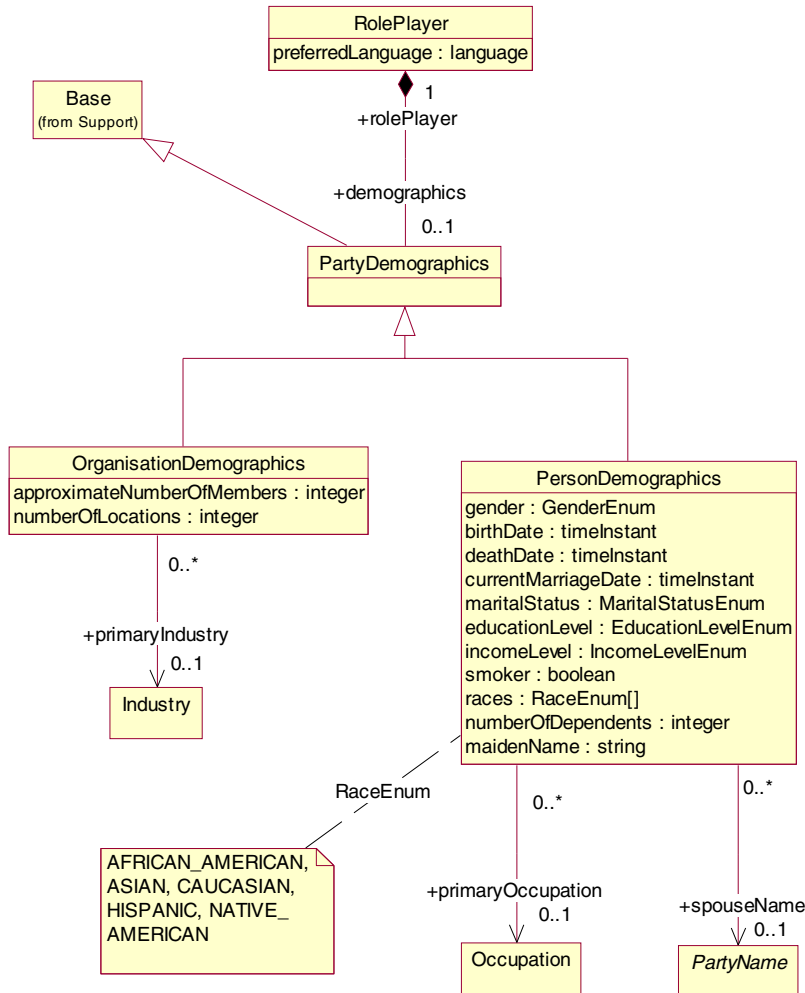 RolePlayer
preferredLanguage : language
1
+rolePlayer
Base
(from Support)
+demographics
0..1
PartyDemographics
OrganisationDemographics
approximateNumberOfMembers : integer
numberOfLocations : integer
PersonDemographics
gender : GenderEnum
birthDate : timeInstant
deathDate : timeInstant
currentMarriageDate : timeInstant
maritalStatus : MaritalStatusEnum
educationLevel : EducationLevelEnum
incomeLevel : IncomeLevelEnum
smoker : boolean
races : RaceEnum[]
numberOfDependents : integer
maidenName : string
0..*
+primaryIndustry
0..1
Industry
RaceEnum
AFRICAN_AMERICAN,
ASIAN, CAUCASIAN,
HISPANIC, NATIVE_
AMERICAN
0..*
+primaryOccupation
0..1
Occupation
0..*
+spouseName
0..1
PartyName